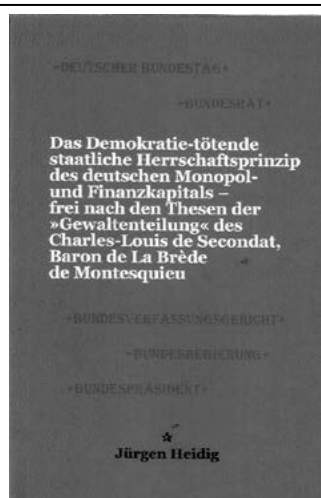 +DEUTSCHER BUNDESTAG+
+BUNDESRAT+
Das Demokratie-tötende
staatliche Herrschaftsprinzip
des deutschen Monopol-
und Finanzkapitals –
frei nach den Thesen der
»Gewaltenteilung« des
Charles-Louis de Secondat,
Baron de La Brède
de Montesquieu
+BUNDESVERFASSUNGSGERICHT+
+BUNDESREGIERUNG+
+BUNDESPRÄSIDENT+
Jürgen Heidig